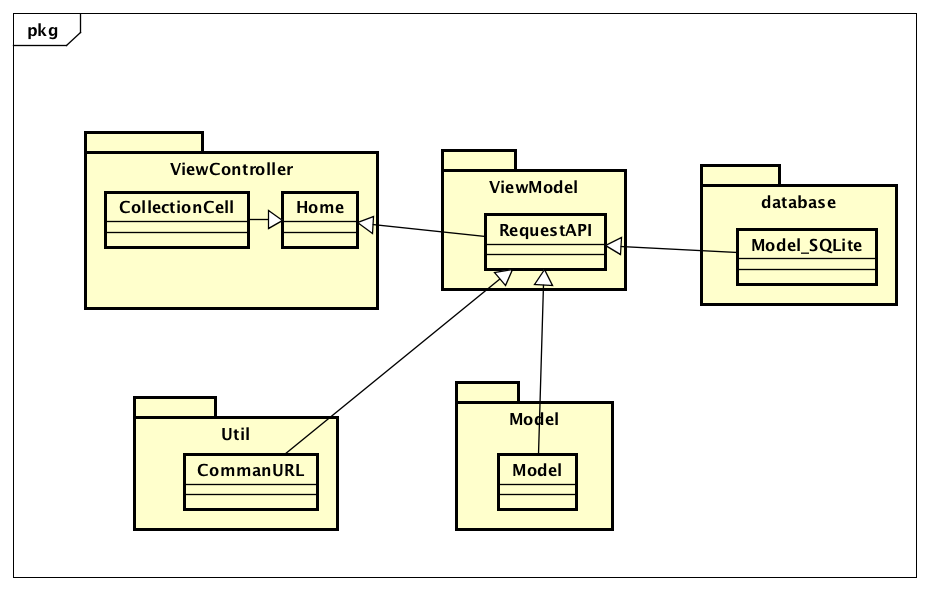 pkg
ViewController
CollectionCell
Home
ViewModel
RequestAPI
database
Model_SQLite
Util
CommanURL
Model
Model